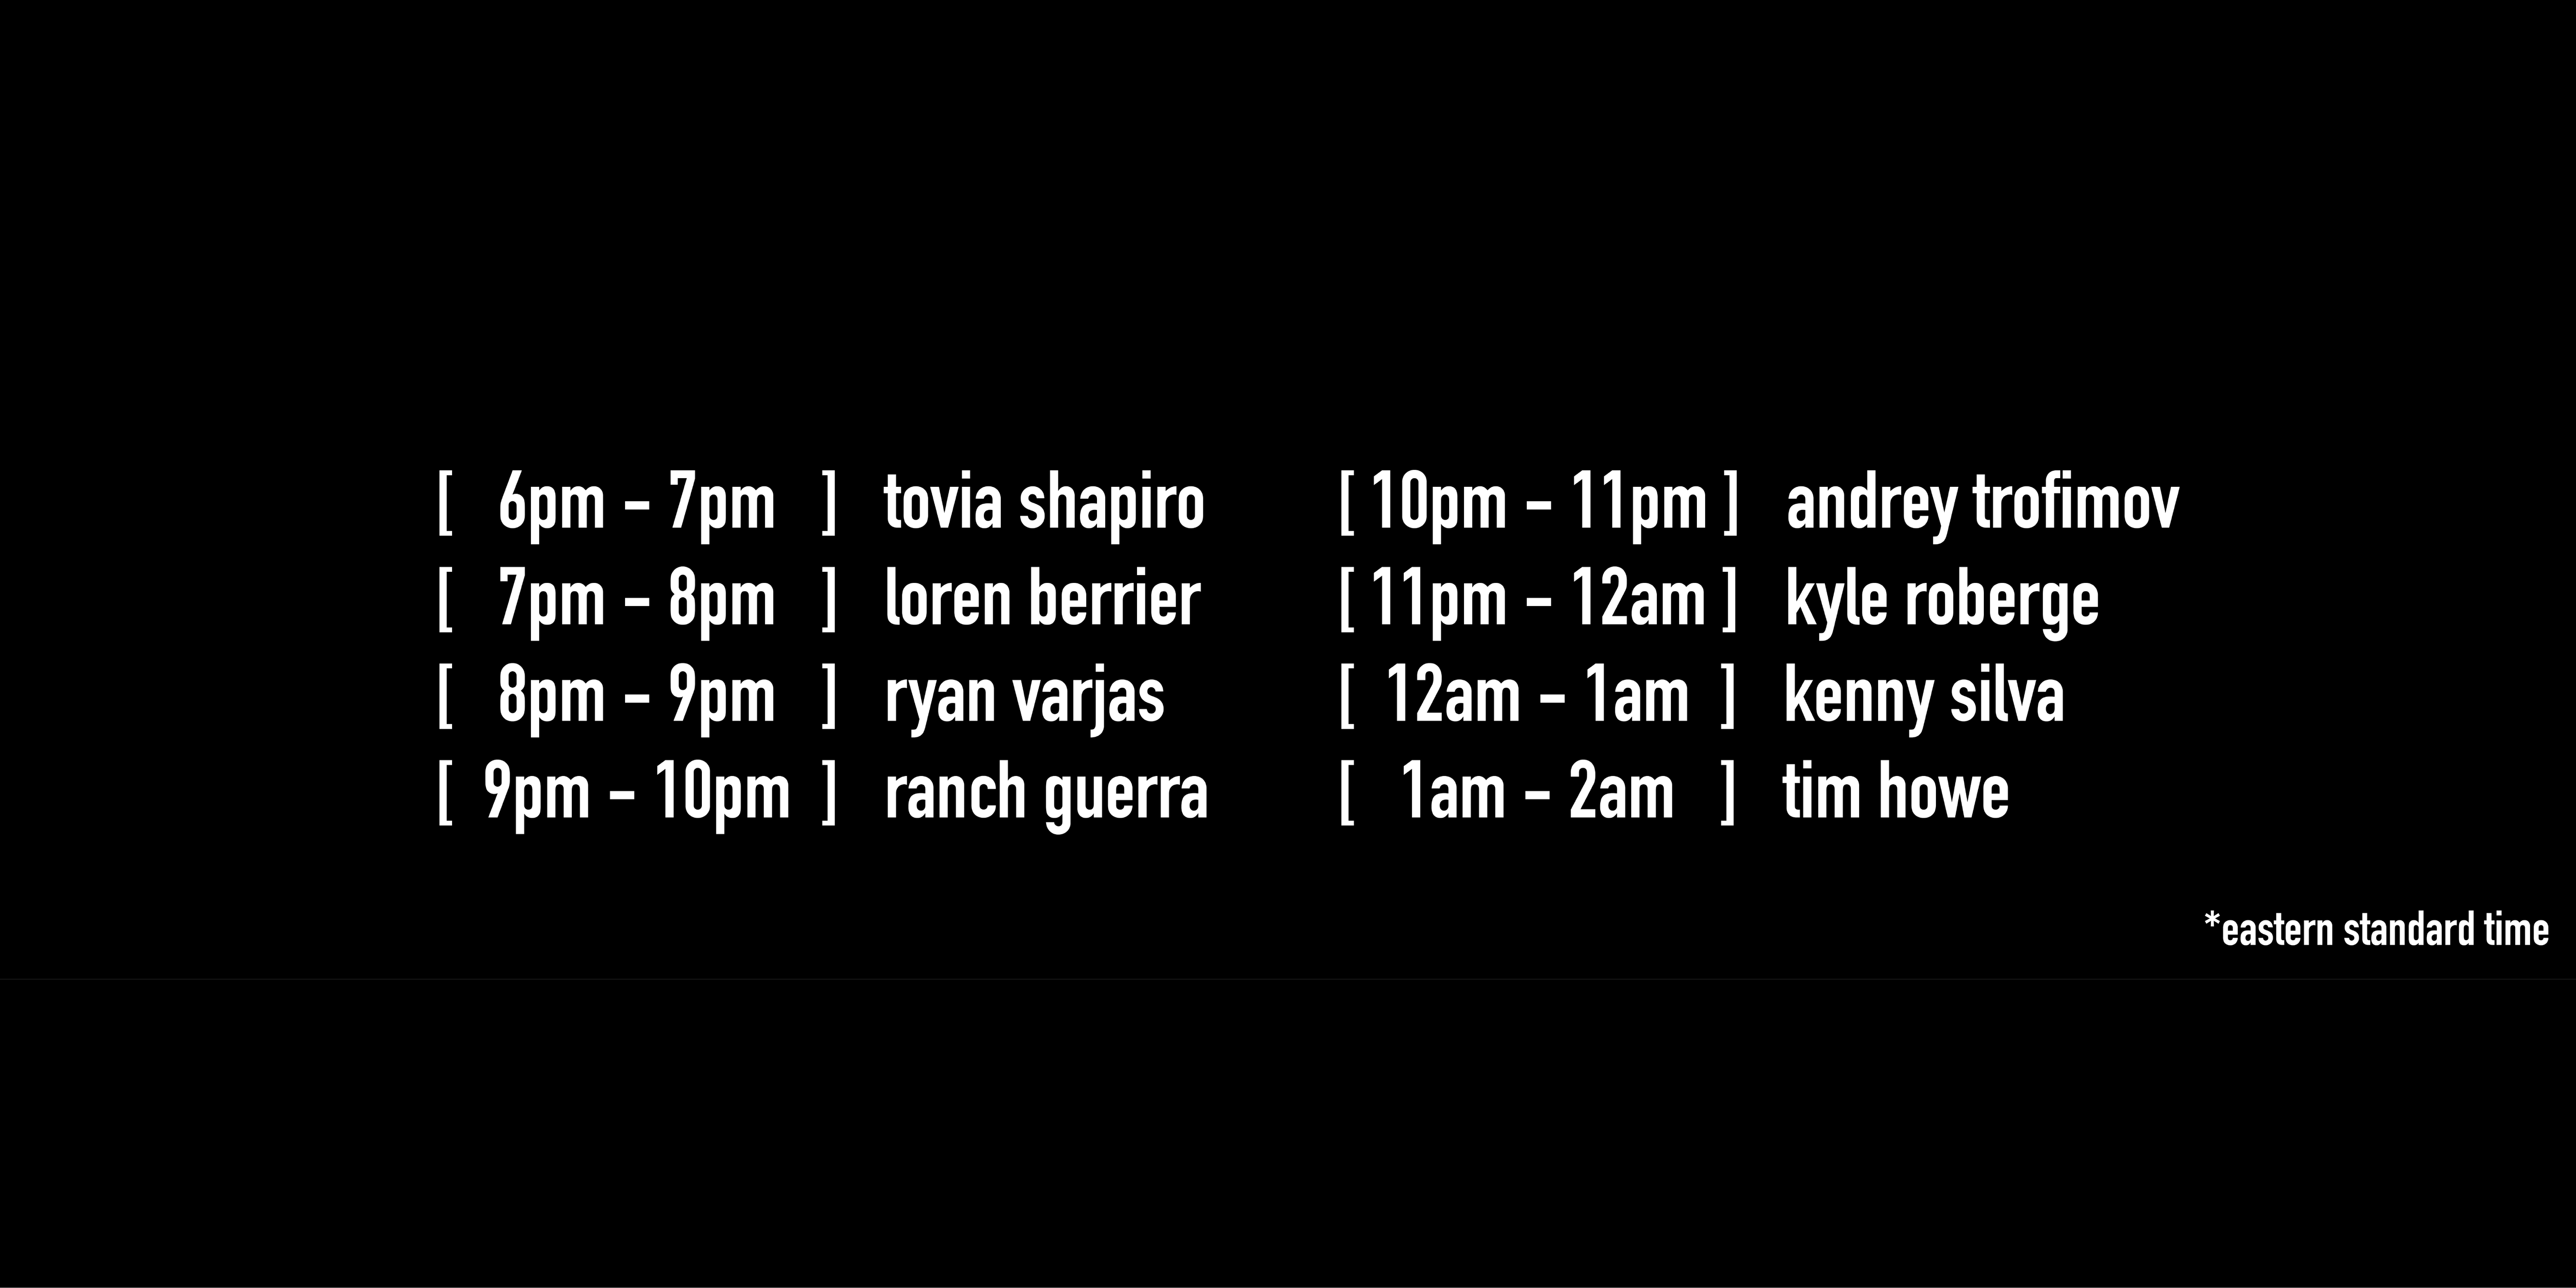 [ 6pm – 7pm ] tovia shapiro
[ 7pm – 8pm ] loren berrier
[ 8pm – 9pm ] ryan varjas
[ 9pm – 10pm ] ranch guerra
[ 10pm – 11pm ] andrey trofimov
[ 11pm – 12am ] kyle roberge
[ 12am – 1am ] kenny silva
[ 1am – 2am ] tim howe
*eastern standard time